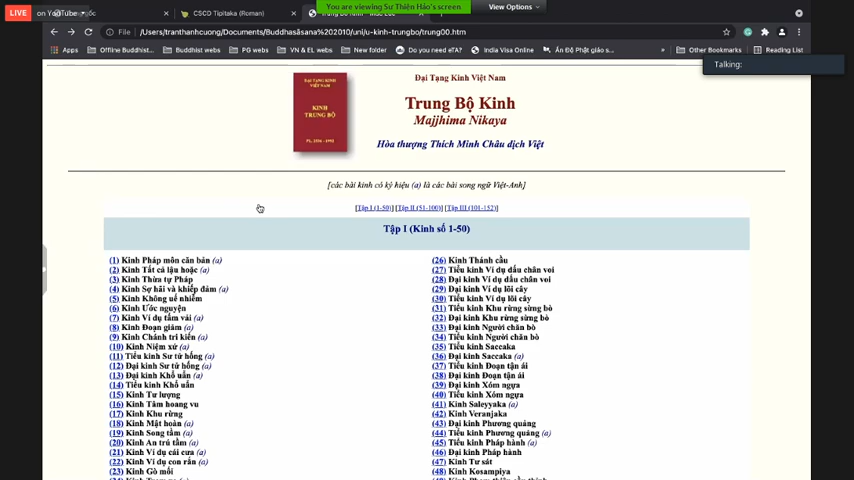 LIVE on YouTube
CSCD Tipitaka (Roman)
You are viewing Sư Thiện Hảo's screen
View Options
File /Users/tranthanhcuong/Documents/Buddhasāsana%202010/uni/u-kinh-trungbo/trung00.htm
Apps Offline Buddhist... Buddhist webs PG webs VN & EL webs New folder Do you need eTA? India Visa Online Ấn Độ Phật giáo s... » Other Bookmarks Reading List
Talking:
ĐẠI TẠNG KINH
VIỆT NAM
KINH
TRUNG BỘ
Đại Tạng Kinh Việt Nam
Trung Bộ Kinh
Majjhima Nikaya
Hòa thượng Thích Minh Châu dịch Việt
[các bài kinh có ký hiệu (a) là các bài song ngữ Việt-Anh]
[Tập I (1-50)] [Tập II (51-100)] [Tập III (101-152)]
Tập I (Kinh số 1-50)
(1) Kinh Pháp môn căn bản (a)
(2) Kinh Tất cả lậu hoặc (a)
(3) Kinh Thừa tự Pháp
(4) Kinh Sợ hãi và khiếp đảm (a)
(5) Kinh Không uế nhiễm
(6) Kinh Ước nguyện
(7) Kinh Ví dụ tấm vải (a)
(8) Kinh Đoạn giảm (a)
(9) Kinh Chánh tri kiến (a)
(10) Kinh Niệm xứ (a)
(11) Tiểu kinh Sư tử hống (a)
(12) Đại kinh Sư tử hống (a)
(13) Đại kinh Khổ uẩn (a)
(14) Tiểu kinh Khổ uẩn
(15) Kinh Tư lượng
(16) Kinh Tâm hoang vu
(17) Kinh Khu rừng
(18) Kinh Mật hoàn (a)
(19) Kinh Song tầm (a)
(20) Kinh An trú tầm (a)
(21) Kinh Ví dụ cái cưa (a)
(22) Kinh Ví dụ con rắn (a)
(23) Kinh Gò mối
(26) Kinh Thánh cầu
(27) Tiểu kinh Ví dụ dấu chân voi
(28) Đại kinh Ví dụ dấu chân voi
(29) Đại kinh Ví dụ lõi cây
(30) Tiểu kinh Ví dụ lõi cây
(31) Tiểu kinh Khu rừng sừng bò
(32) Đại kinh Khu rừng sừng bò
(33) Đại kinh Người chăn bò
(34) Tiểu kinh Người chăn bò
(35) Tiểu kinh Saccaka
(36) Đại kinh Saccaka (a)
(37) Tiểu kinh Đoạn tận ái
(38) Đại kinh Đoạn tận ái
(39) Đại kinh Xóm ngựa
(40) Tiểu kinh Xóm ngựa
(41) Kinh Saleyyaka (a)
(42) Kinh Veranjaka
(43) Đại kinh Phương quảng
(44) Tiểu kinh Phương quảng (a)
(45) Tiểu kinh Pháp hành (a)
(46) Đại kinh Pháp hành
(47) Kinh Tư sát
(48) Kinh Kosampiya